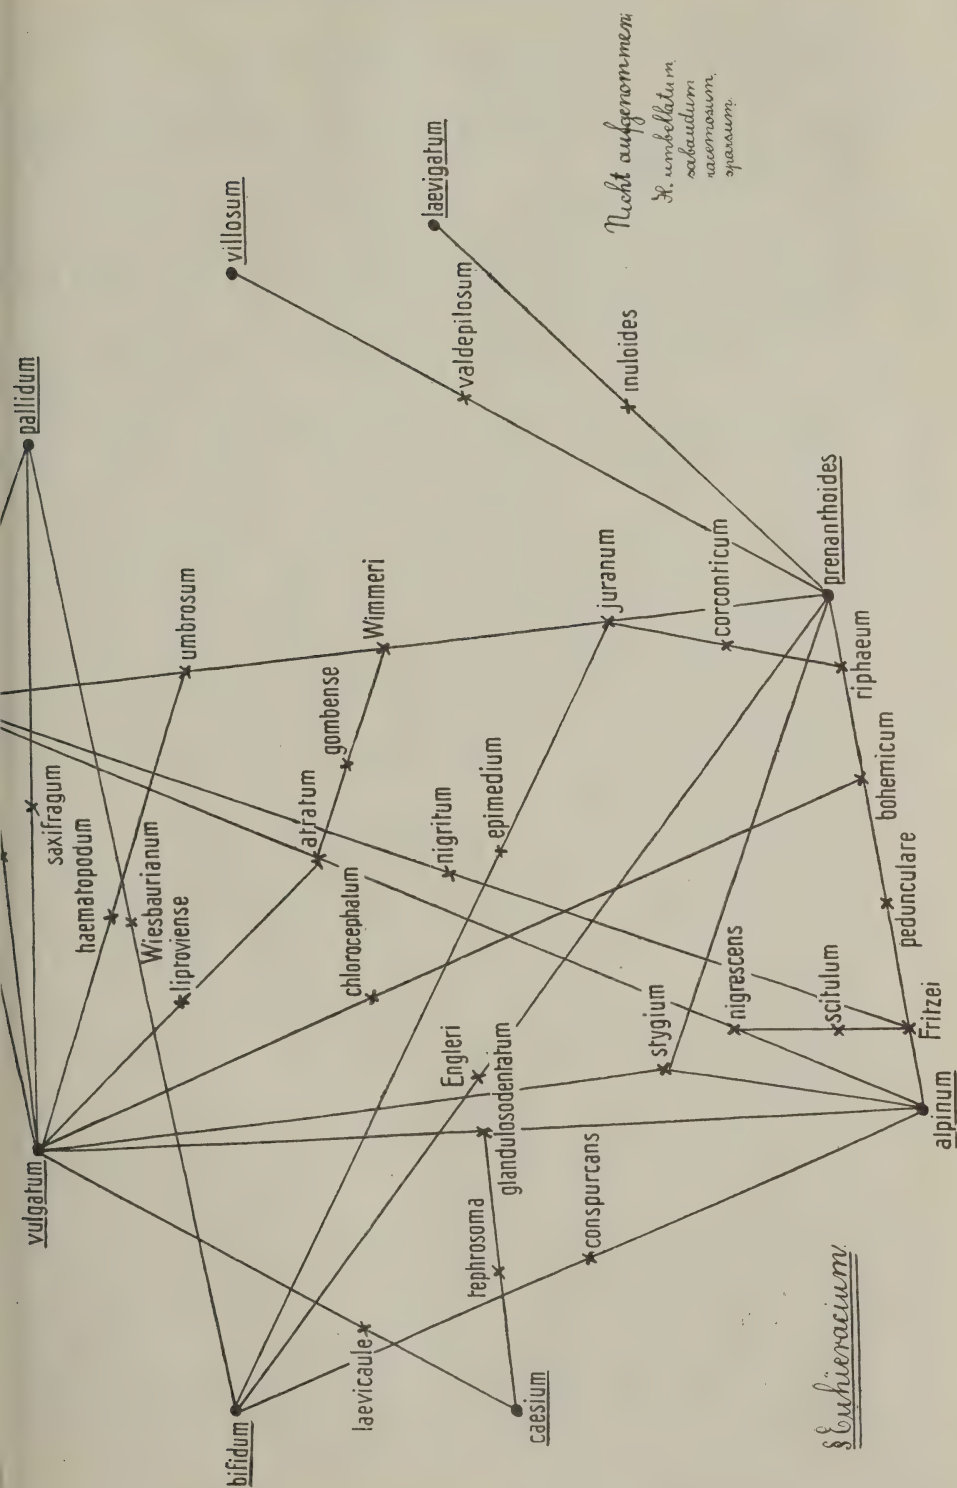 pallidum
villosum
laevigatum
Nicht aufgenommen:
H. umbellatum.
sabaudum
racemosum.
sparsum.
saxifragum
haematopodum
Wiesbaurianum
liptoviense
umbrosum
Wimmeri
gombense
atratum
valdepilosum
inuloides
juranum
corconticum
prenanthoides
riphaeum
bohemicum
pedunculare
nigritum
epimedium
chlorocephalum
nigrescens
scitulum
Fritzei
stygium
Engleri
glandulosodentatum
vulgatum
tephrosoma
conspurcans
alpinum
laevicaule
bifidum
caesium
§ Euhieracium.